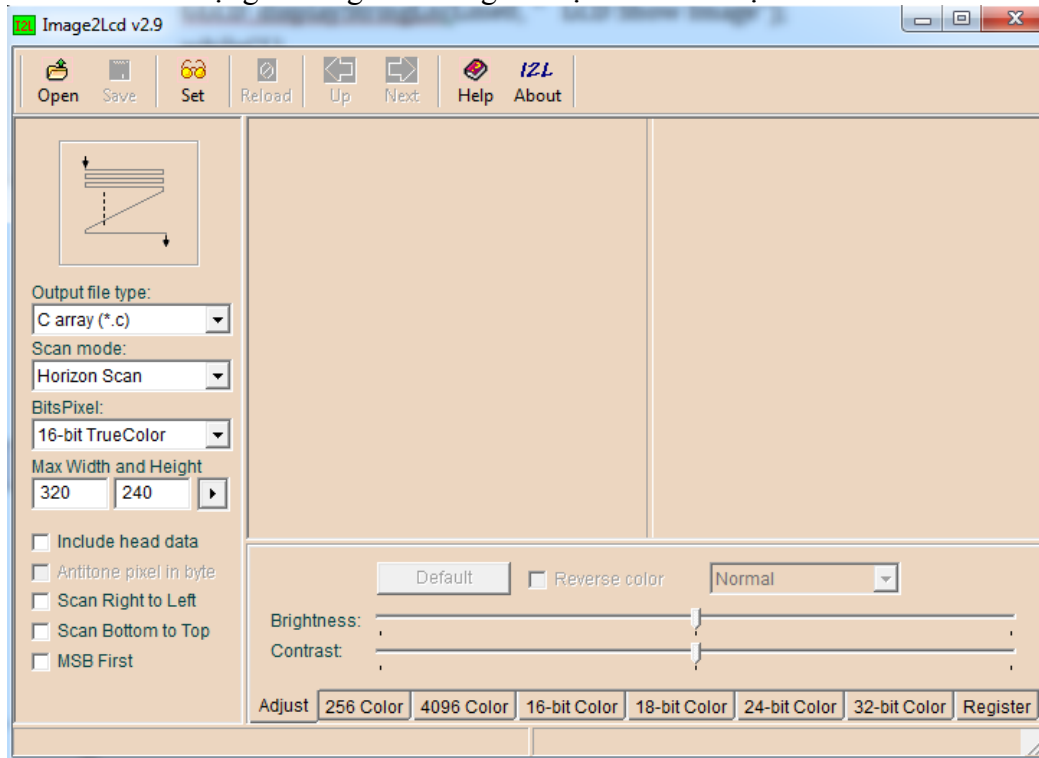 Image2Lcd v2.9
Open Save Set Reload Up Next Help About
Output file type:
C array (*.c)
Scan mode:
Horizon Scan
BitsPixel:
16-bit TrueColor
Max Width and Height
320 240
Include head data
Antitone pixel in byte
Scan Right to Left
Scan Bottom to Top
MSB First
Default Reverse color Normal
Brightness:
Contrast:
Adjust 256 Color 4096 Color 16-bit Color 18-bit Color 24-bit Color 32-bit Color Register